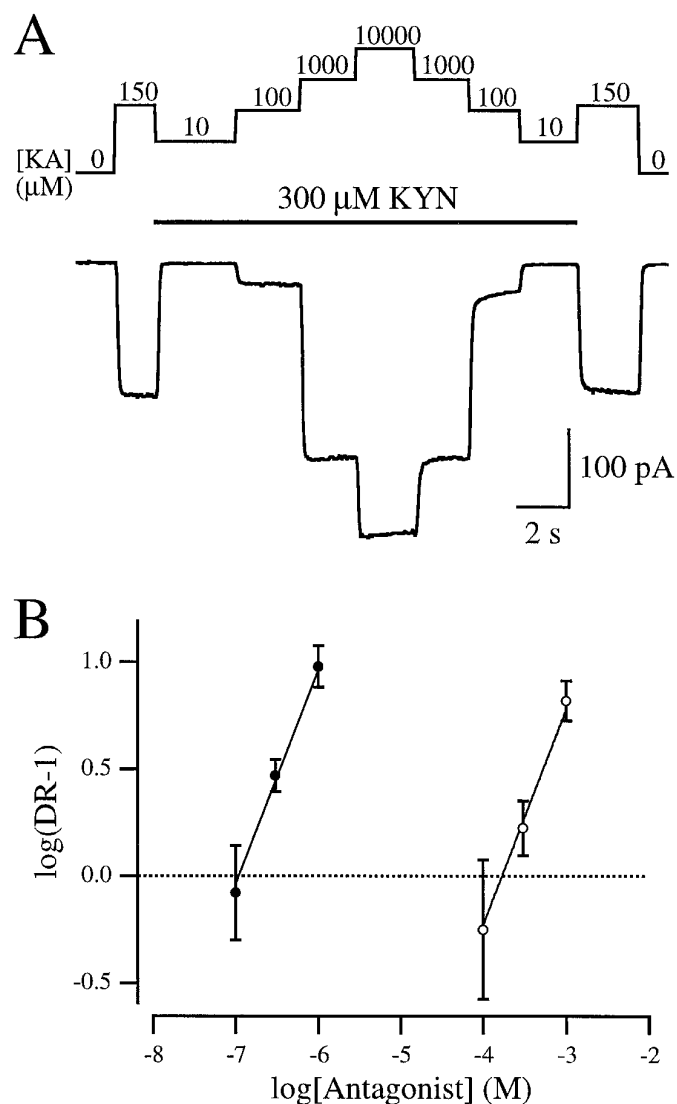 A
0 150 10 100 1000 10000 1000 100 10 150 0
[KA]
(μM)
300 μM KYN
100 pA
2 s
B
1.0
0.5
0.0
-0.5
log(DR-1)
-8 -7 -6 -5 -4 -3 -2
log[Antagonist] (M)